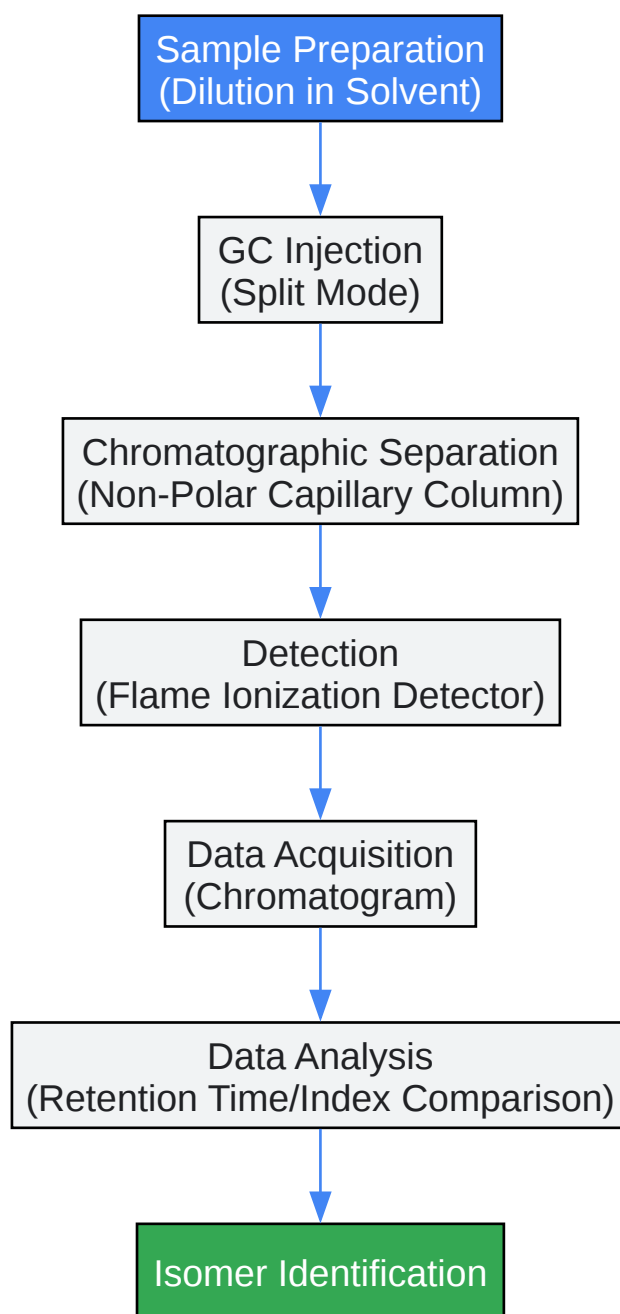 Sample Preparation
(Dilution in Solvent)
GC Injection
(Split Mode)
Chromatographic Separation
(Non-Polar Capillary Column)
Detection
(Flame Ionization Detector)
Data Acquisition
(Chromatogram)
Data Analysis
(Retention Time/Index Comparison)
Isomer Identification